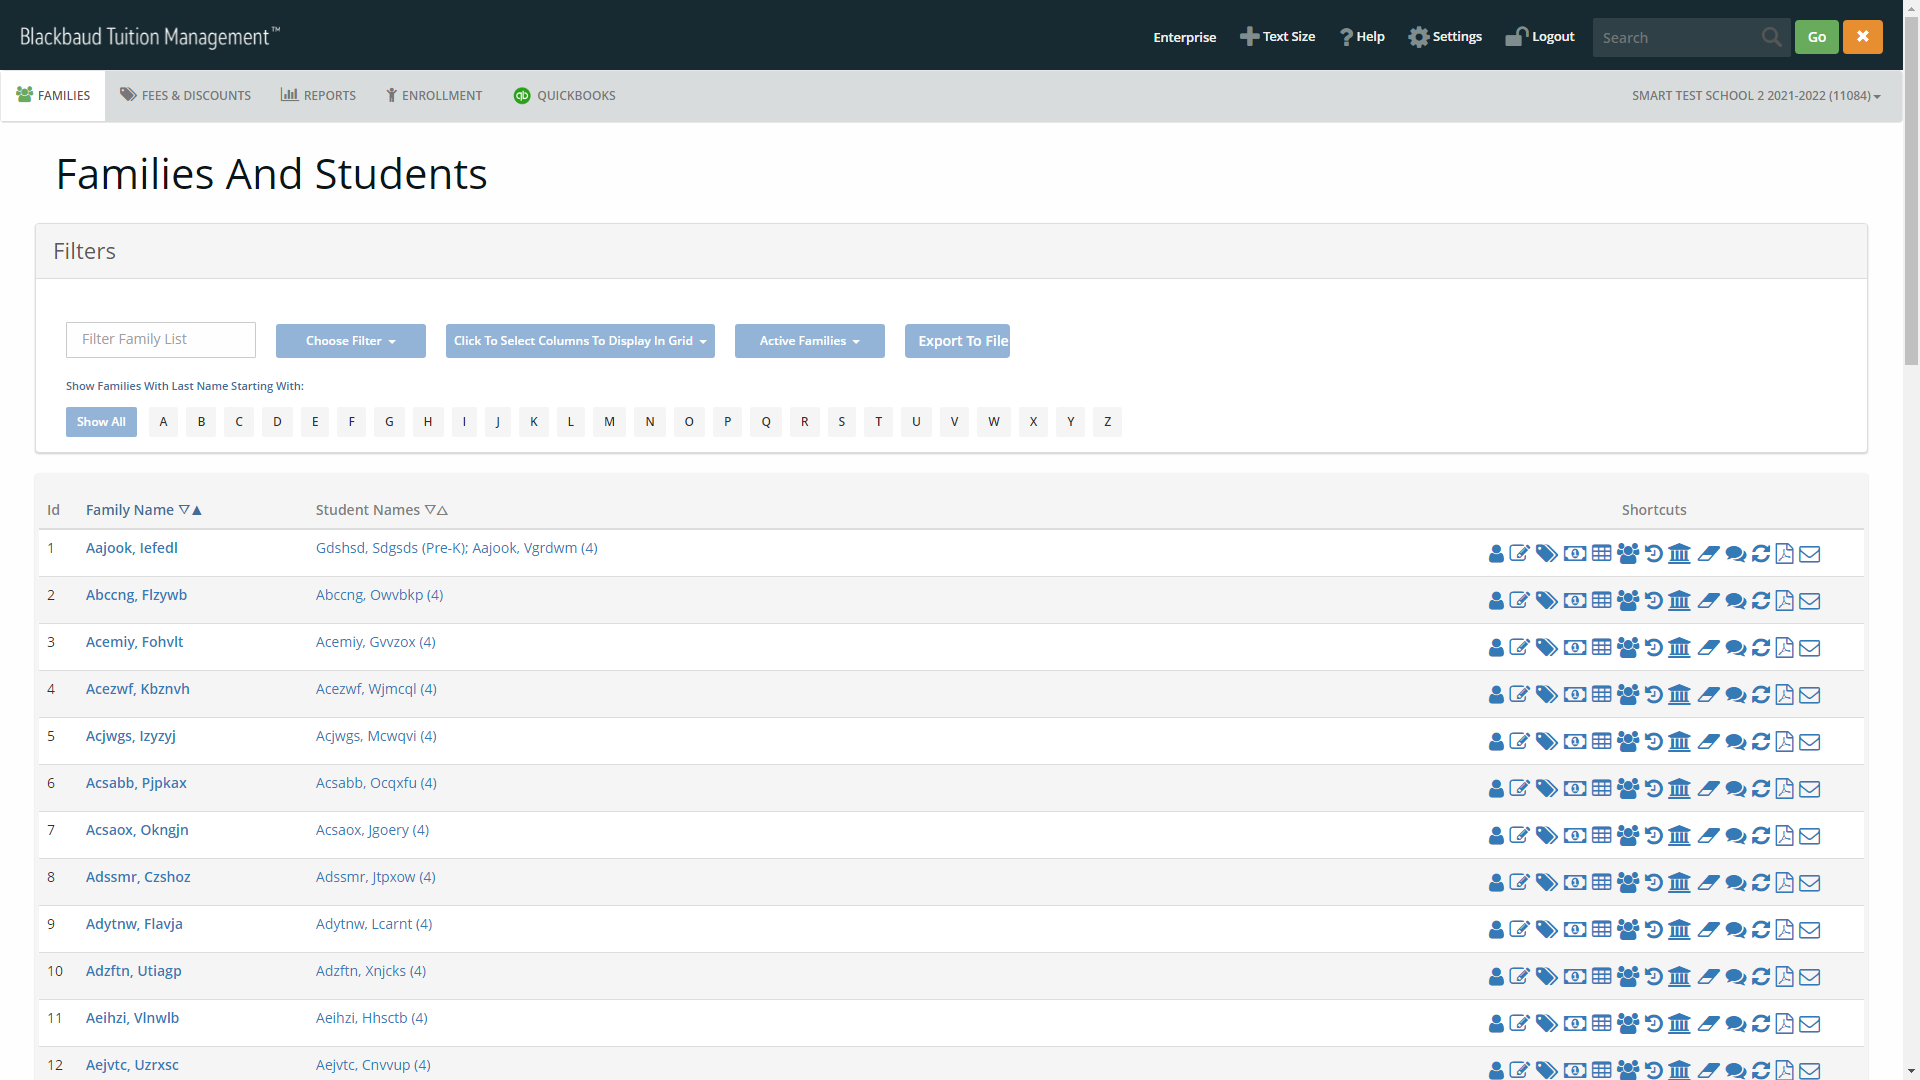 Blackbaud Tuition Management™
Enterprise Text Size Help Settings Logout Search Go
FAMILIES FEES & DISCOUNTS REPORTS ENROLLMENT qb QUICKBOOKS SMART TEST SCHOOL 2 2021-2022 (11084)
Families And Students
Filters
Filter Family List Choose Filter Click To Select Columns To Display In Grid Active Families Export To File
Show Families With Last Name Starting With:
Show All A B C D E F G H I J K L M N O P Q R S T U V W X Y Z
Id Family Name Student Names Shortcuts
1 Aajook, Iefedl Gdshsd, Sdgsds (Pre-K); Aajook, Vgrdwm (4)
2 Abccng, Flzywb Abccng, Owvbkp (4)
3 Acemiy, Fohvlt Acemiy, Gvvzox (4)
4 Acezwf, Kbznvh Acezwf, Wjmcql (4)
5 Acjwgs, Izyzyj Acjwgs, Mcwqvi (4)
6 Acsabb, Pjpkax Acsabb, Ocqxfu (4)
7 Acsaox, Okngjn Acsaox, Jgoery (4)
8 Adssmr, Czshoz Adssmr, Jtpxow (4)
9 Adytnw, Flavja Adytnw, Lcarnt (4)
10 Adzftn, Utiagp Adzftn, Xnjcks (4)
11 Aeihzi, Vlnwlb Aeihzi, Hhsctb (4)
12 Aejvtc, Uzrxsc Aejvtc, Cnvvup (4)